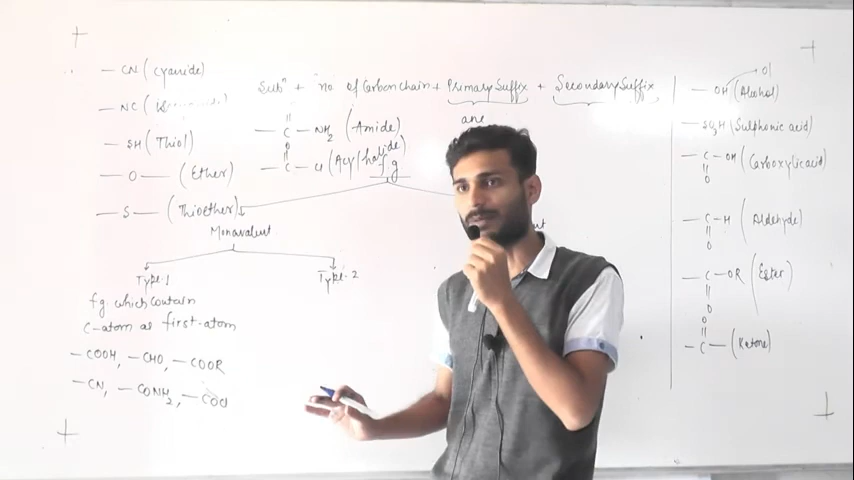 — CN (cyanide)
— NC (
— SH (Thiol)
— O — (Ether)
— S — (Thioether)
Subⁿ + no of Carbon chain + Primary Suffix + Secondary Suffix
ane
O
— C — NH₂ (Amide)
O
— C — Cl (Acyl halide)
f g
Monovalent
Type-1
Type-2
fg. which contain
C-atom as first-atom
— COOH, — CHO, — COOR
— CN, — CONH₂, — COCl
ol
— OH (Alcohol)
— SO₃H (Sulphonic acid)
— C — OH (Carboxylic acid)
O
— C — H (Aldehyde)
O
— C — OR (Ester)
O
O
— C — (Ketone)